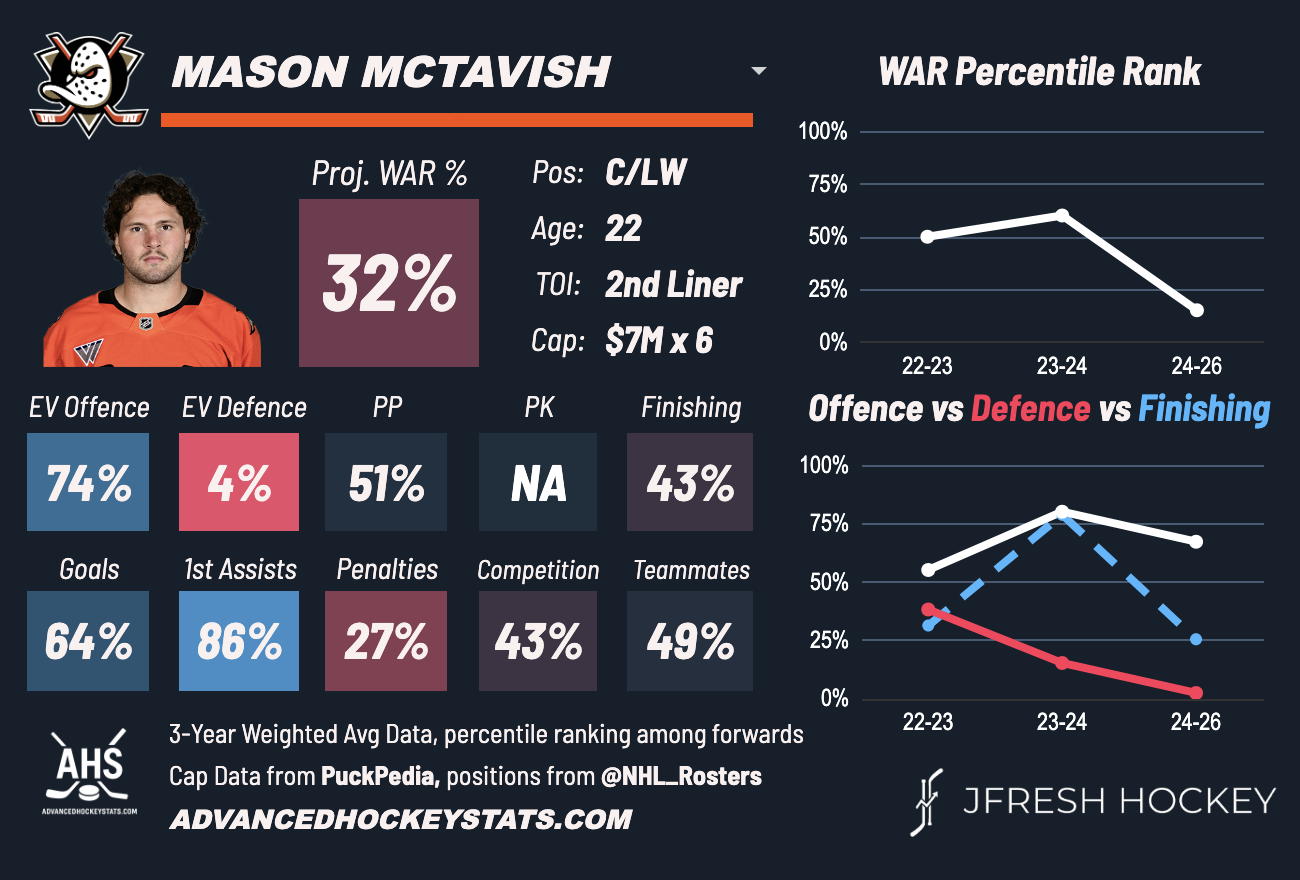 MASON MCTAVISH
Proj. WAR %
32%
Pos: C/LW
Age: 22
TOI: 2nd Liner
Cap: $7M x 6
EV Offence EV Defence PP PK Finishing
74% 4% 51% NA 43%
Goals 1st Assists Penalties Competition Teammates
64% 86% 27% 43% 49%
WAR Percentile Rank
100%
75%
50%
25%
0%
22-23 23-24 24-26
Offence vs Defence vs Finishing
100%
75%
50%
25%
0%
22-23 23-24 24-26
AHS
ADVANCEDHOCKEYSTATS.COM
3-Year Weighted Avg Data, percentile ranking among forwards
Cap Data from PuckPedia, positions from @NHL_Rosters
ADVANCEDHOCKEYSTATS.COM
JFRESH HOCKEY